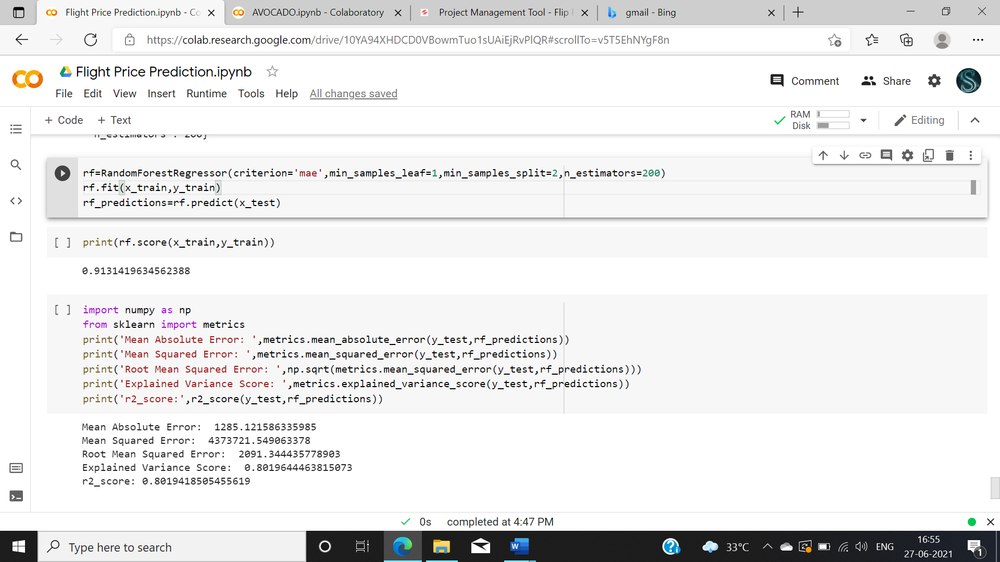 Flight Price Prediction.ipynb - Co
AVOCADO.ipynb - Colaboratory
Project Management Tool - Flip
gmail - Bing
https://colab.research.google.com/drive/10YA94XHDCD0VBowmTuo1sUAiEjRvPlQR#scrollTo=v5T5EhNYgF8n
Flight Price Prediction.ipynb
Comment
Share
File Edit View Insert Runtime Tools Help All changes saved
+ Code + Text
RAM
Disk
Editing
n_estimators : 200}
rf=RandomForestRegressor(criterion='mae',min_samples_leaf=1,min_samples_split=2,n_estimators=200)
rf.fit(x_train,y_train)
rf_predictions=rf.predict(x_test)
[ ] print(rf.score(x_train,y_train))
0.9131419634562388
[ ] import numpy as np
from sklearn import metrics
print('Mean Absolute Error: ',metrics.mean_absolute_error(y_test,rf_predictions))
print('Mean Squared Error: ',metrics.mean_squared_error(y_test,rf_predictions))
print('Root Mean Squared Error: ',np.sqrt(metrics.mean_squared_error(y_test,rf_predictions)))
print('Explained Variance Score: ',metrics.explained_variance_score(y_test,rf_predictions))
print('r2_score:',r2_score(y_test,rf_predictions))
Mean Absolute Error:  1285.121586335985
Mean Squared Error:  4373721.549063378
Root Mean Squared Error:  2091.344435778903
Explained Variance Score:  0.8019644463815073
r2_score: 0.8019418505455619
0s completed at 4:47 PM
Type here to search
33°C
ENG
16:55
27-06-2021
1